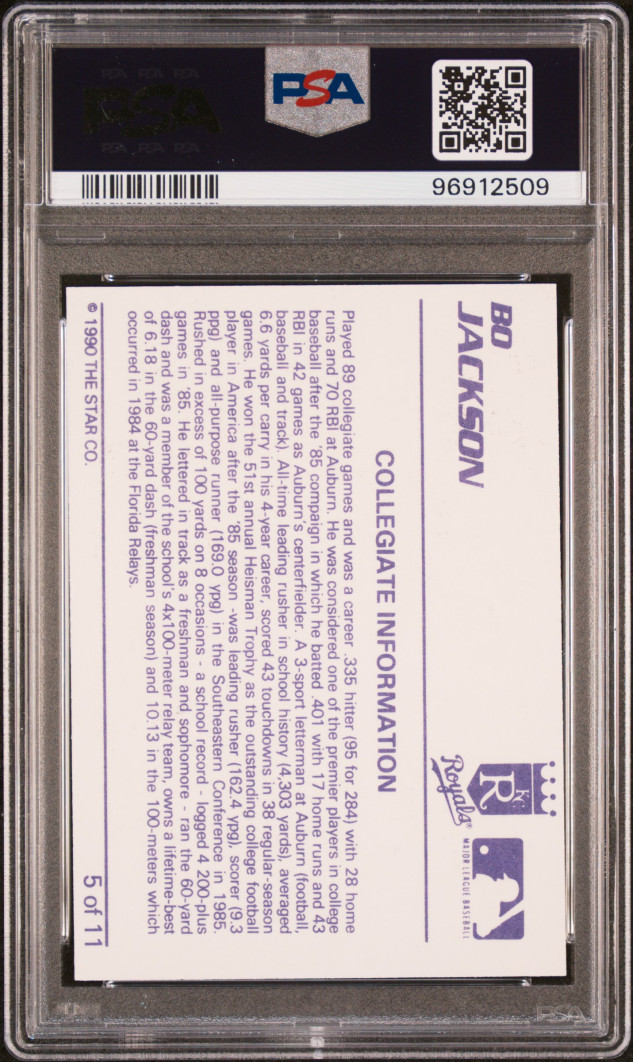 PSA PSA PSA
PSA
PSA PSA PSA
PSA
96912509
BO
JACKSON
KC
R
Royals®
MAJOR LEAGUE BASEBALL
COLLEGIATE INFORMATION
Played 89 collegiate games and was a career .335 hitter (95 for 284) with 28 home
runs and 70 RBI at Auburn. He was considered one of the premier players in college
baseball after the '85 campaign in which he batted .401 with 17 home runs and 43
RBI in 42 games as Auburn's centerfielder. A 3-sport letterman at Auburn (football,
baseball and track). All-time leading rusher in school history (4,303 yards), averaged
6.6 yards per carry in his 4-year career, scored 43 touchdowns in 38 regular-season
games. He won the 51st annual Heisman Trophy as the outstanding college football
player in America after the '85 season -was leading rusher (162.4 ypg), scorer (9.3
ppg) and all-purpose runner (169.0 ypg) in the Southeastern Conference in 1985.
Rushed in excess of 100 yards on 8 occasions - a school record - logged 4 200-plus
games in '85. He lettered in track as a freshman and sophomore - ran the 60-yard
dash and was a member of the school's 4x100-meter relay team, owns a lifetime-best
of 6.18 in the 60-yard dash (freshman season) and 10.13 in the 100-meters which
occurred in 1984 at the Florida Relays.
© 1990 THE STAR CO.
5 of 11
PSA